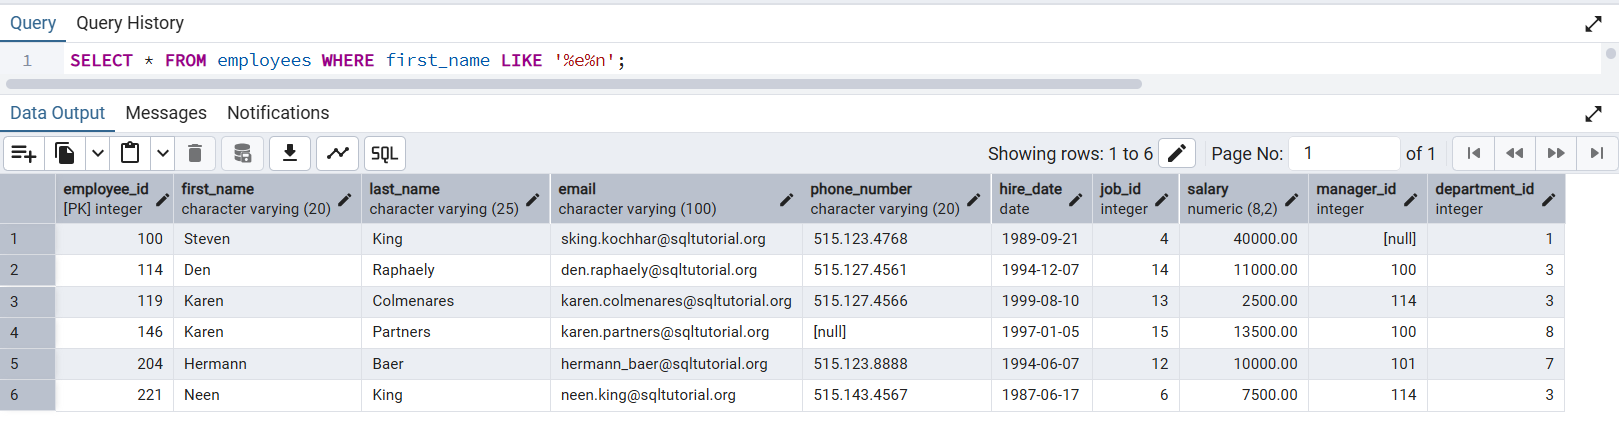 Query Query History
1 SELECT * FROM employees WHERE first_name LIKE '%e%n';
Data Output Messages Notifications
SQL Showing rows: 1 to 6 Page No: 1 of 1
employee_id first_name last_name email phone_number hire_date job_id salary manager_id department_id
[PK] integer character varying (20) character varying (25) character varying (100) character varying (20) date integer numeric (8,2) integer integer
1 100 Steven King sking.kochhar@sqltutorial.org 515.123.4768 1989-09-21 4 40000.00 [null] 1
2 114 Den Raphaely den.raphaely@sqltutorial.org 515.127.4561 1994-12-07 14 11000.00 100 3
3 119 Karen Colmenares karen.colmenares@sqltutorial.org 515.127.4566 1999-08-10 13 2500.00 114 3
4 146 Karen Partners karen.partners@sqltutorial.org [null] 1997-01-05 15 13500.00 100 8
5 204 Hermann Baer hermann_baer@sqltutorial.org 515.123.8888 1994-06-07 12 10000.00 101 7
6 221 Neen King neen.king@sqltutorial.org 515.143.4567 1987-06-17 6 7500.00 114 3